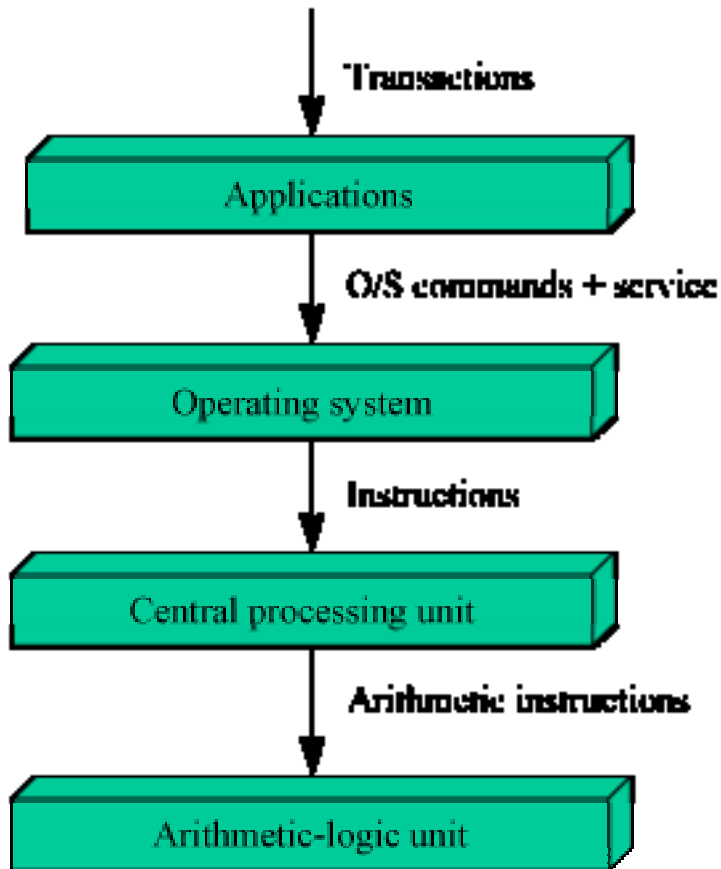 Transactions
Applications
O/S commands + service
Operating system
Instructions
Central processing unit
Arithmetic instructions
Arithmetic-logic unit